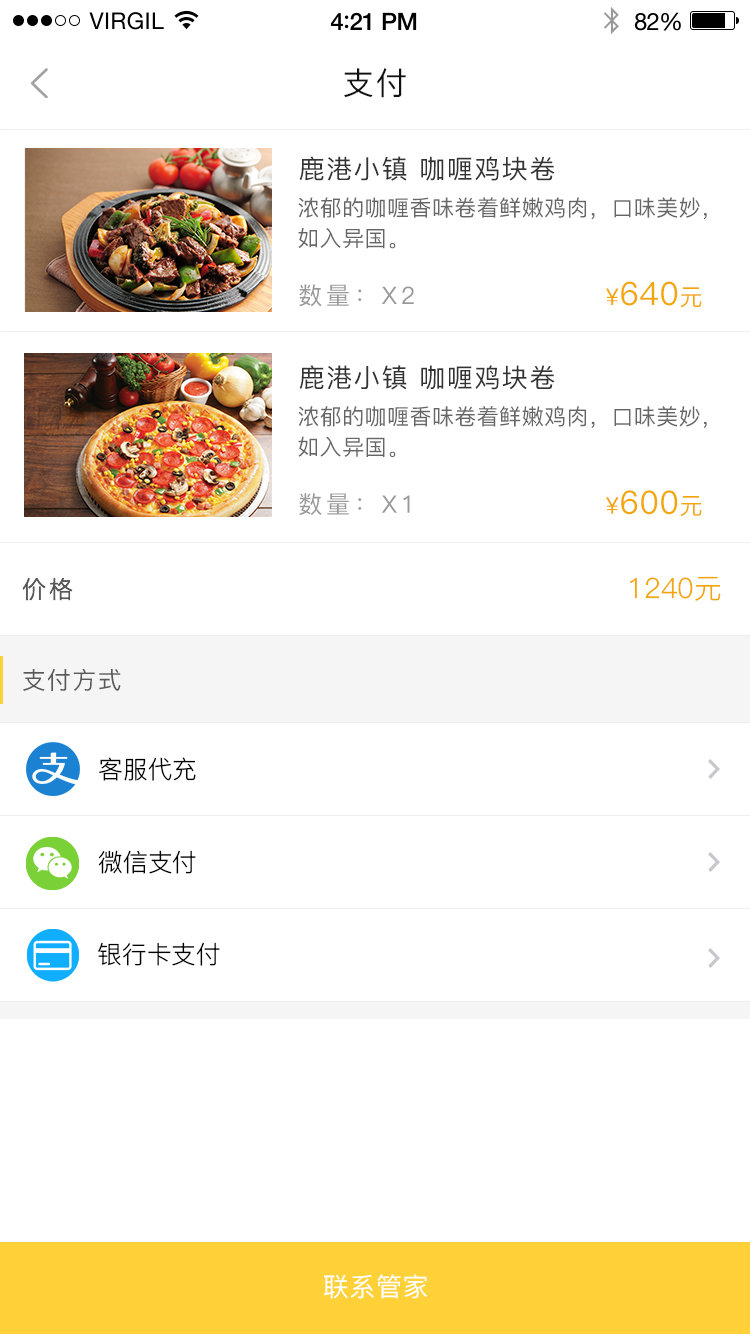 VIRGIL 4:21 PM 82%
支付
鹿港小镇 咖喱鸡块卷
浓郁的咖喱香味卷着鲜嫩鸡肉，口味美妙，
如入异国。
数量：X2 ¥640元
鹿港小镇 咖喱鸡块卷
浓郁的咖喱香味卷着鲜嫩鸡肉，口味美妙，
如入异国。
数量：X1 ¥600元
价格 1240元
支付方式
支 客服代充
微信支付
银行卡支付
联系管家